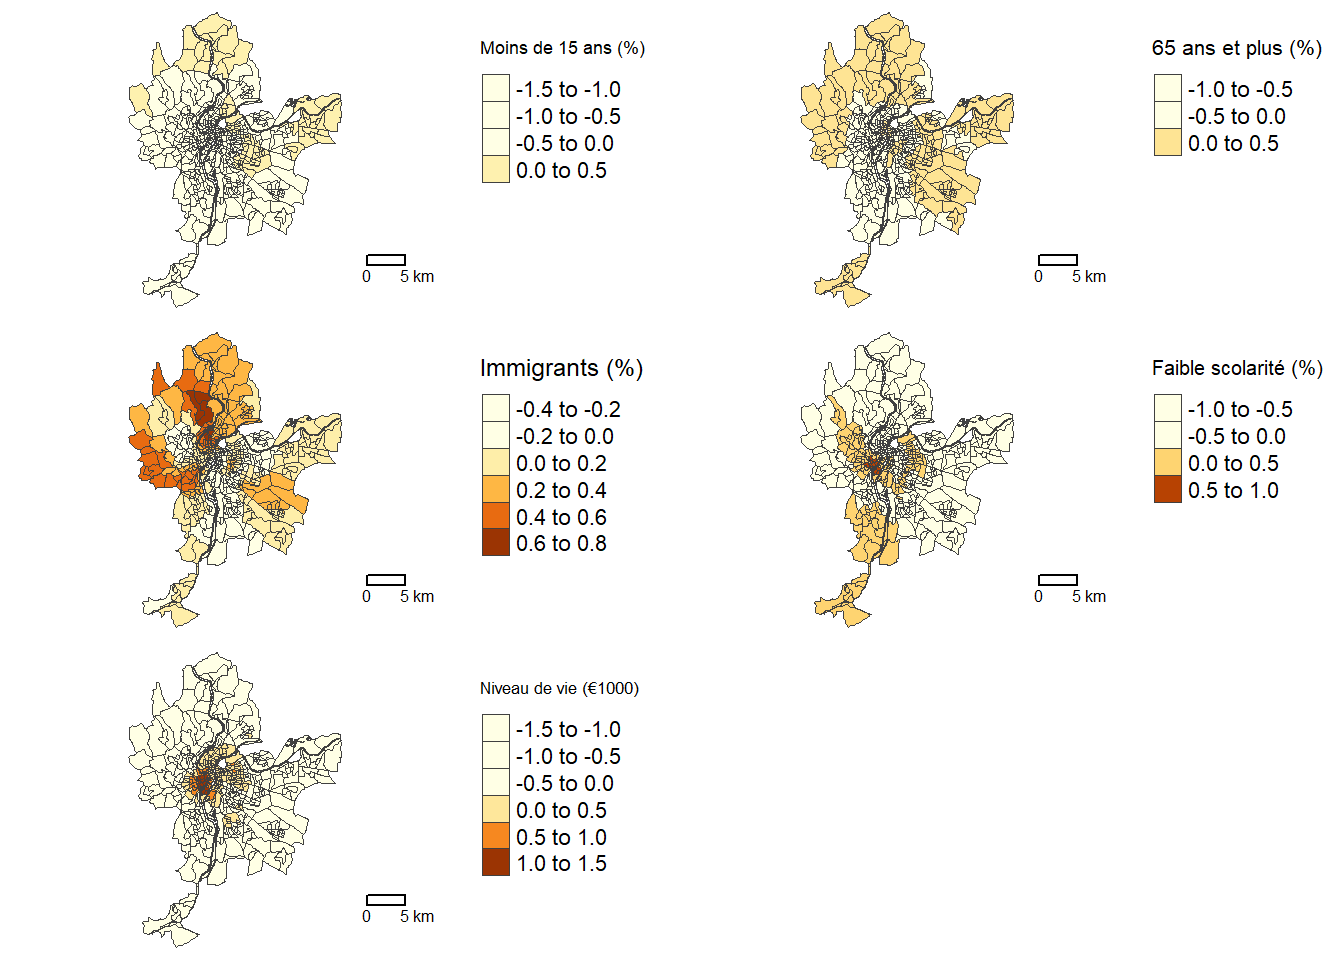 Moins de 15 ans (%)
-1.5 to -1.0
-1.0 to -0.5
-0.5 to 0.0
0.0 to 0.5
0 5 km
65 ans et plus (%)
-1.0 to -0.5
-0.5 to 0.0
0.0 to 0.5
0 5 km
Immigrants (%)
-0.4 to -0.2
-0.2 to 0.0
0.0 to 0.2
0.2 to 0.4
0.4 to 0.6
0.6 to 0.8
0 5 km
Faible scolarité (%)
-1.0 to -0.5
-0.5 to 0.0
0.0 to 0.5
0.5 to 1.0
0 5 km
Niveau de vie (€1000)
-1.5 to -1.0
-1.0 to -0.5
-0.5 to 0.0
0.0 to 0.5
0.5 to 1.0
1.0 to 1.5
0 5 km